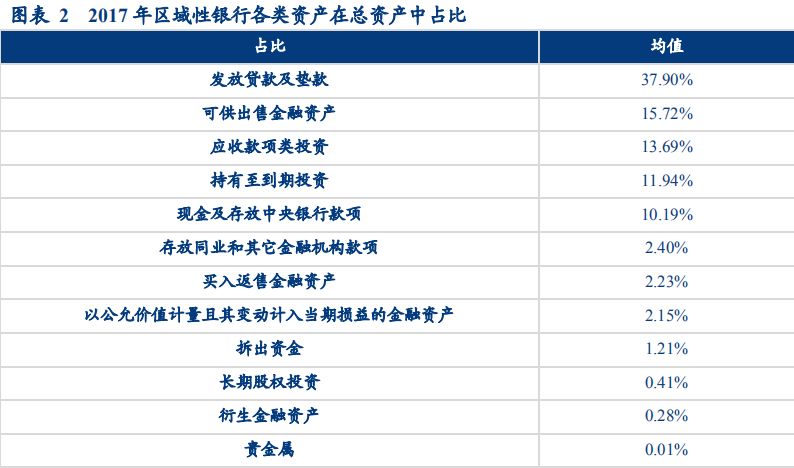 图表 2 2017 年区域性银行各类资产在总资产中占比
占比 均值
发放贷款及垫款 37.90%
可供出售金融资产 15.72%
应收款项类投资 13.69%
持有至到期投资 11.94%
现金及存放中央银行款项 10.19%
存放同业和其它金融机构款项 2.40%
买入返售金融资产 2.23%
以公允价值计量且其变动计入当期损益的金融资产 2.15%
拆出资金 1.21%
长期股权投资 0.41%
衍生金融资产 0.28%
贵金属 0.01%